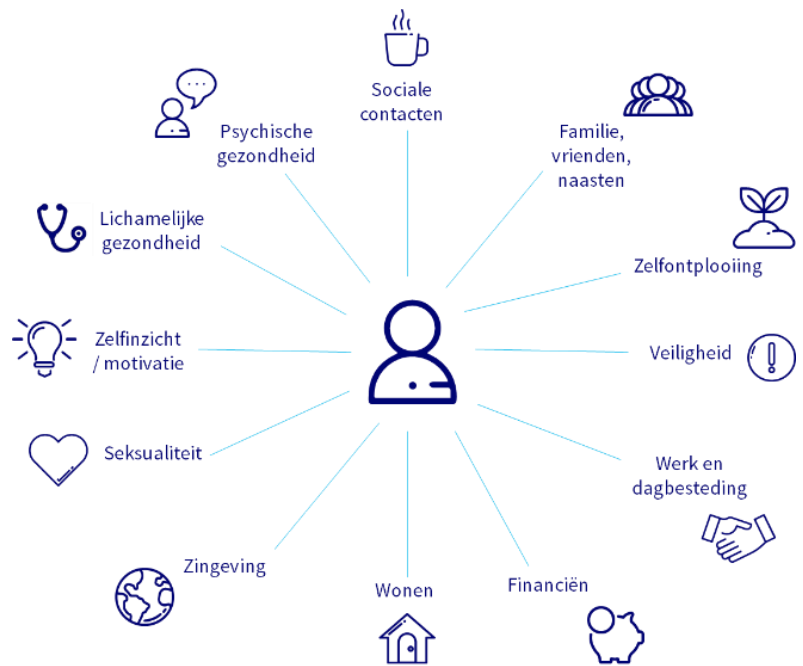 Sociale
contacten
Familie,
vrienden,
naasten
Zelfontplooiing
Veiligheid
Werk en
dagbesteding
Financiën
Wonen
Zingeving
Seksualiteit
Zelfinzicht
/ motivatie
Lichamelijke
gezondheid
Psychische
gezondheid